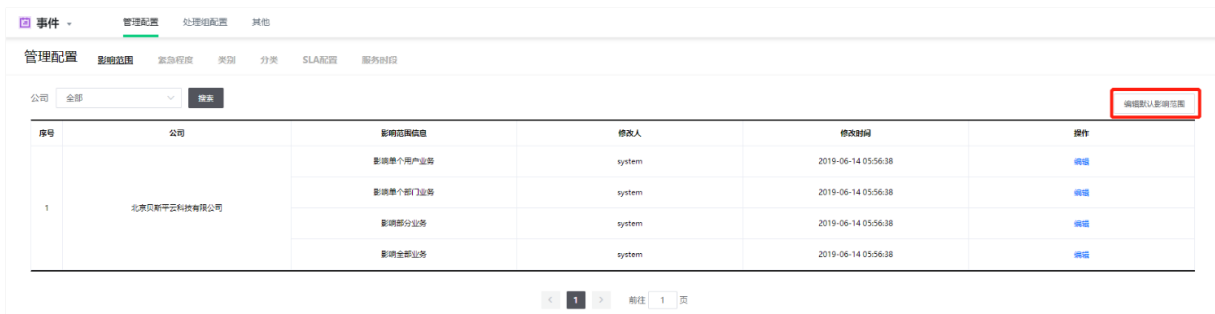 事件 管理配置 处理组配置 其他
管理配置 影响范围 紧急程度 类别 分类 SLA配置 服务时段
公司 全部 搜索 编辑默认影响范围
序号 公司 影响范围信息 修改人 修改时间 操作
影响单个用户业务 system 2019-06-14 05:56:38 编辑
影响单个部门业务 system 2019-06-14 05:56:38 编辑
1 北京贝斯平云科技有限公司
影响部分业务 system 2019-06-14 05:56:38 编辑
影响全部业务 system 2019-06-14 05:56:38 编辑
< 1 > 前往 1 页